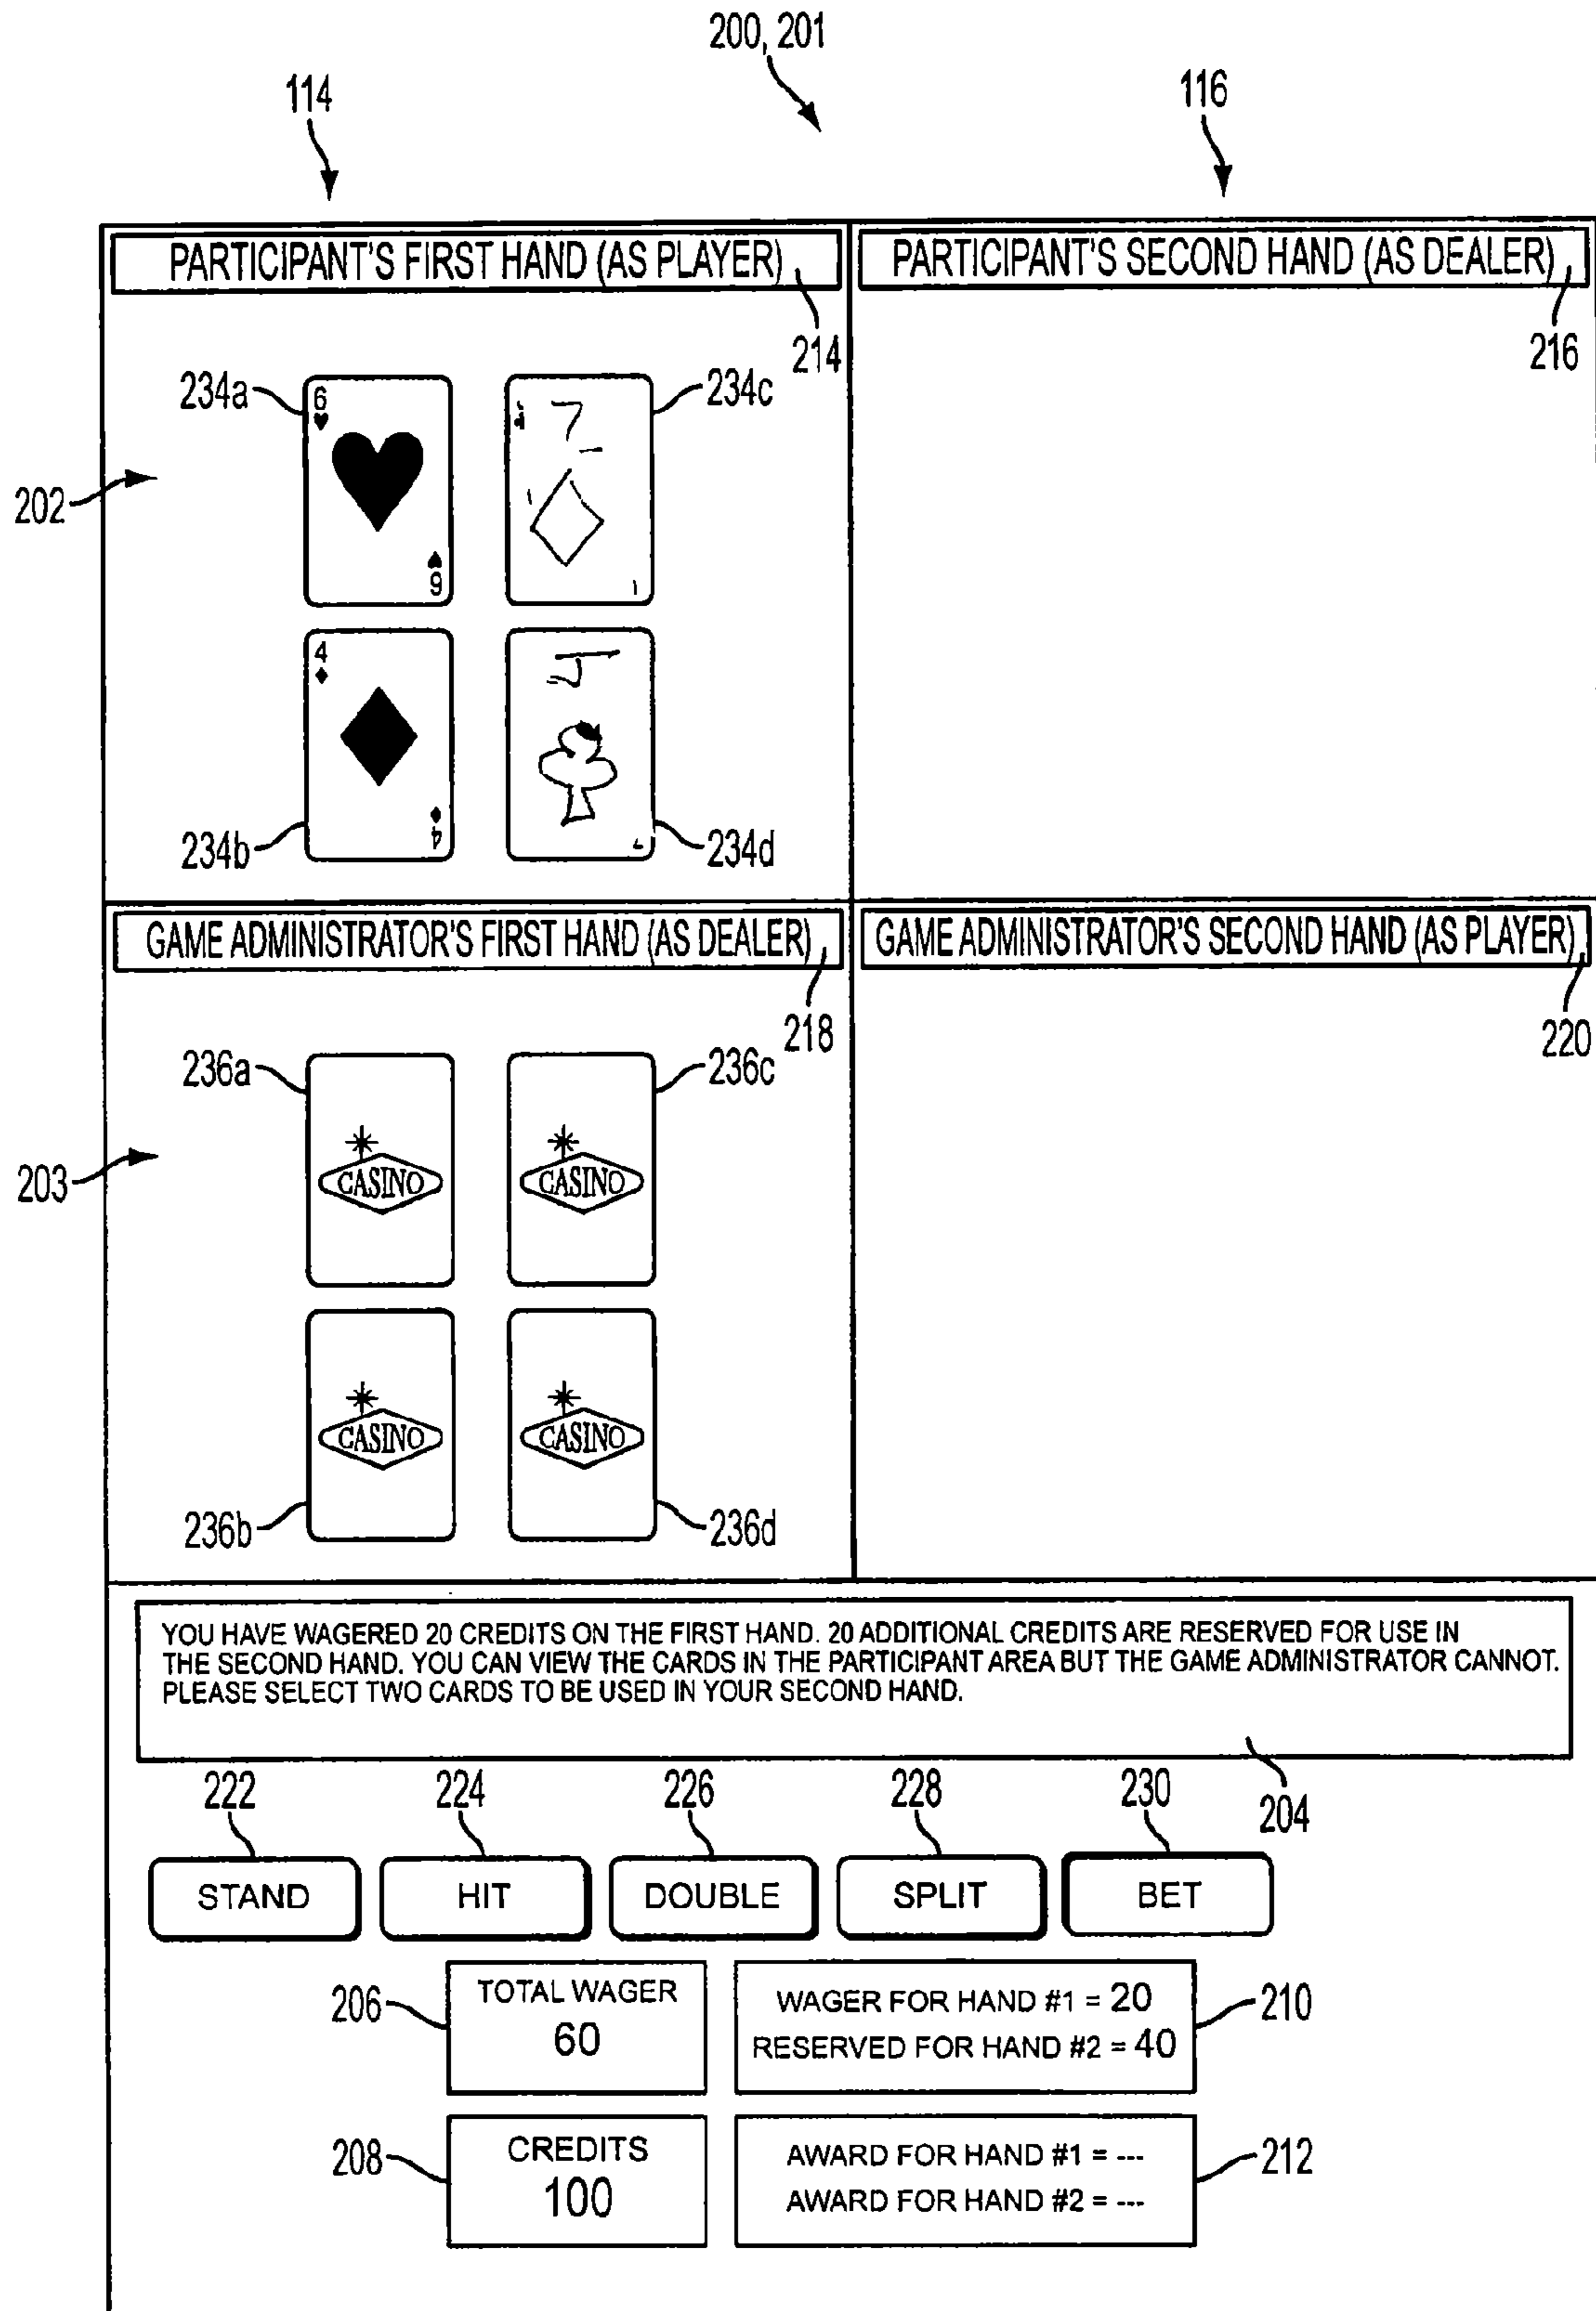 200, 201
114
116
PARTICIPANT'S FIRST HAND (AS PLAYER)
PARTICIPANT'S SECOND HAND (AS DEALER)
214
216
234a
6
7
234c
202
6
4
J
4
234b
234d
GAME ADMINISTRATOR'S FIRST HAND (AS DEALER)
GAME ADMINISTRATOR'S SECOND HAND (AS PLAYER)
218
220
236a
236c
203
CASINO
CASINO
CASINO
CASINO
236b
236d
YOU HAVE WAGERED 20 CREDITS ON THE FIRST HAND. 20 ADDITIONAL CREDITS ARE RESERVED FOR USE IN
THE SECOND HAND. YOU CAN VIEW THE CARDS IN THE PARTICIPANT AREA BUT THE GAME ADMINISTRATOR CANNOT.
PLEASE SELECT TWO CARDS TO BE USED IN YOUR SECOND HAND.
204
222
224
226
228
230
STAND
HIT
DOUBLE
SPLIT
BET
206
TOTAL WAGER
60
WAGER FOR HAND #1 = 20
RESERVED FOR HAND #2 = 40
210
208
CREDITS
100
AWARD FOR HAND #1 = ---
AWARD FOR HAND #2 = ---
212